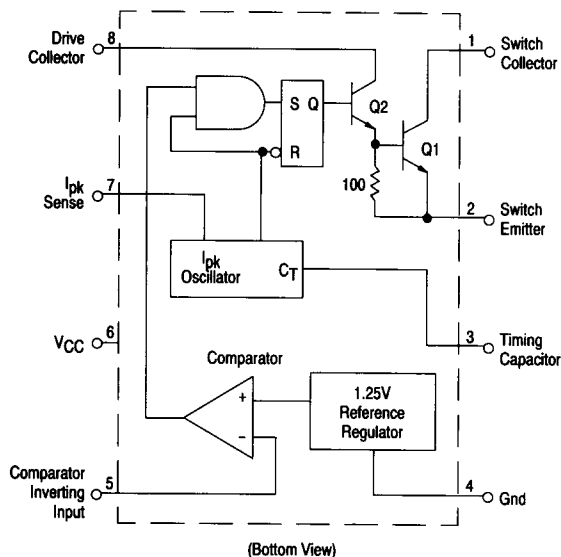 Drive
Collector
8
1
Switch
Collector
S Q
Q2
R
Q1
100
Ipk
Sense
7
2
Switch
Emitter
Ipk
Oscillator
CT
6
VCC
3
Timing
Capacitor
Comparator
+
−
1.25V
Reference
Regulator
Comparator
Inverting
Input
5
4
Gnd
(Bottom View)